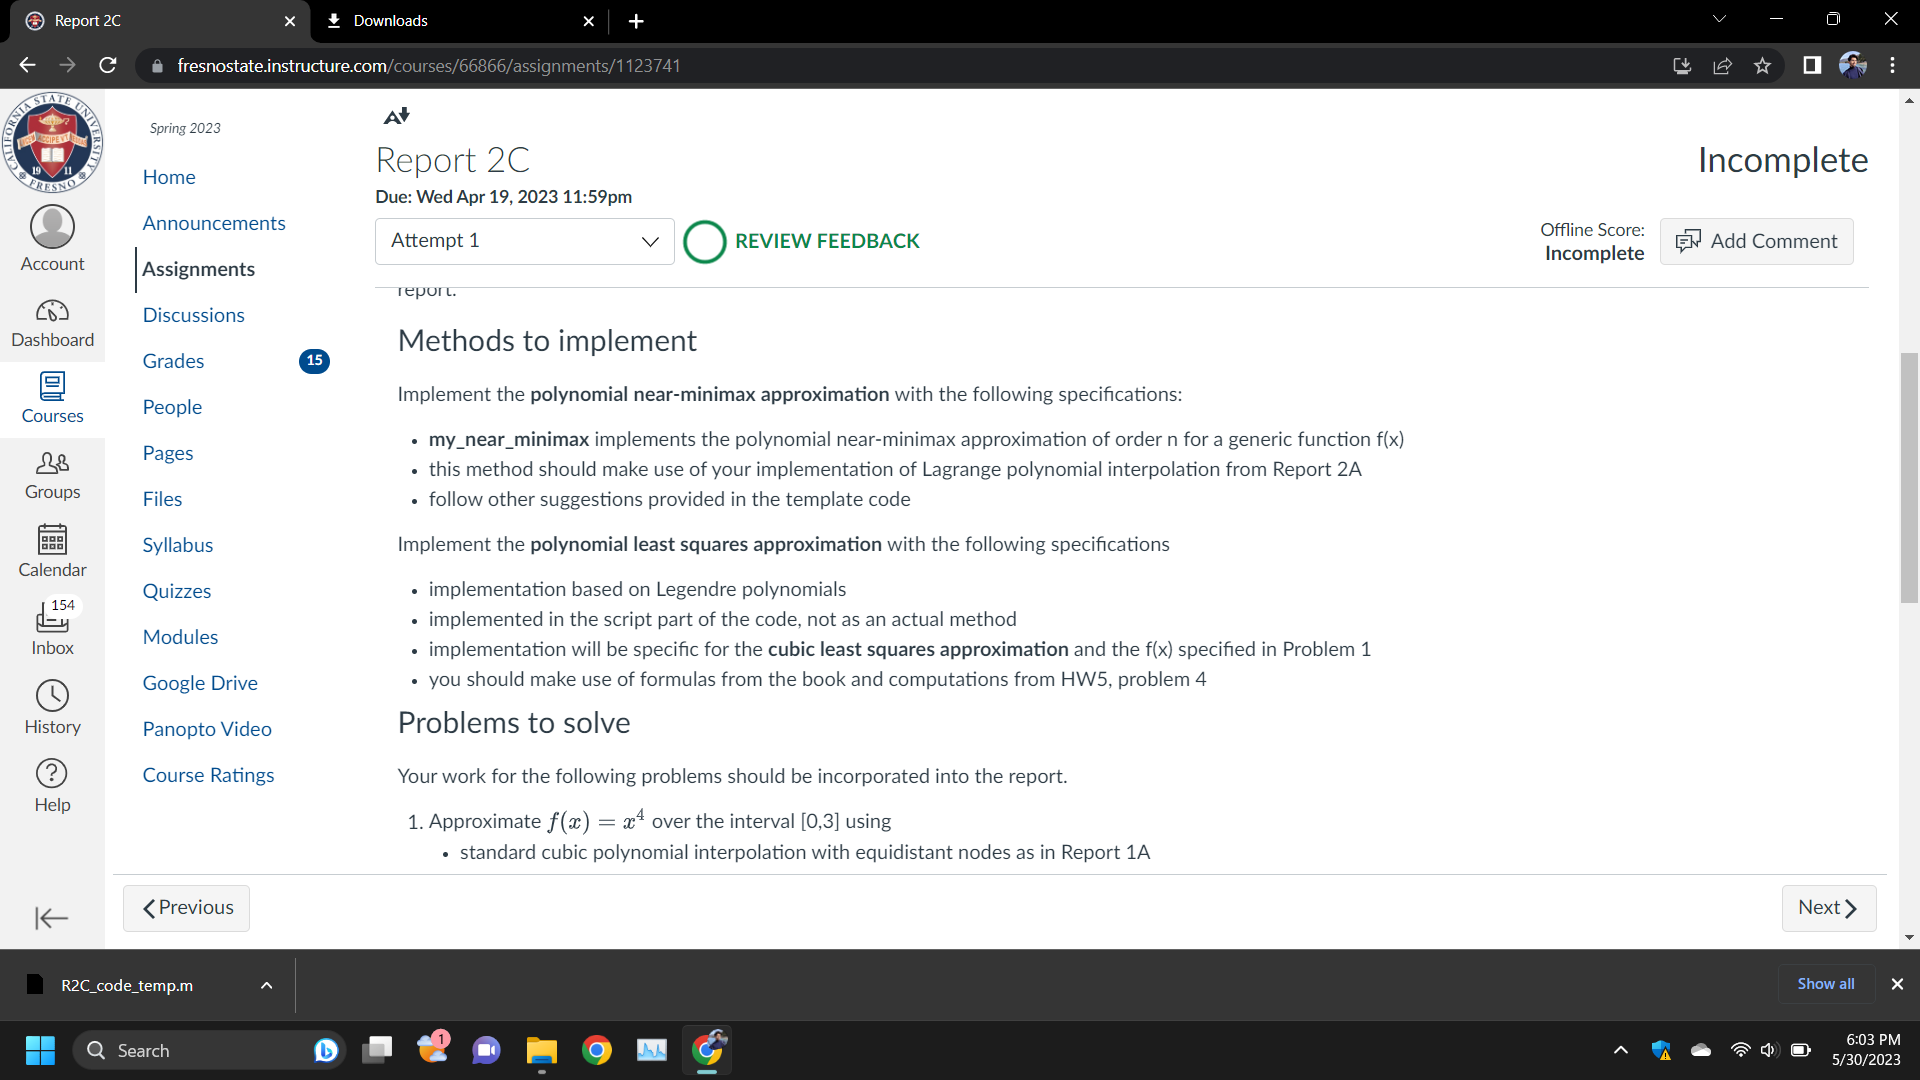 Report 2C
Downloads
fresnostate.instructure.com/courses/66866/assignments/1123741
CALIFORNIA STATE UNIVERSITY
19 11
FRESNO
Account
Dashboard
Courses
Groups
Calendar
154
Inbox
History
Help
Spring 2023
Home
Announcements
Assignments
Discussions
Grades 15
People
Pages
Files
Syllabus
Quizzes
Modules
Google Drive
Panopto Video
Course Ratings
Report 2C
Incomplete
Due: Wed Apr 19, 2023 11:59pm
Attempt 1
REVIEW FEEDBACK
Offline Score:
Incomplete
Add Comment
report.
Methods to implement
Implement the polynomial near-minimax approximation with the following specifications:
• my_near_minimax implements the polynomial near-minimax approximation of order n for a generic function f(x)
• this method should make use of your implementation of Lagrange polynomial interpolation from Report 2A
• follow other suggestions provided in the template code
Implement the polynomial least squares approximation with the following specifications
• implementation based on Legendre polynomials
• implemented in the script part of the code, not as an actual method
• implementation will be specific for the cubic least squares approximation and the f(x) specified in Problem 1
• you should make use of formulas from the book and computations from HW5, problem 4
Problems to solve
Your work for the following problems should be incorporated into the report.
1. Approximate f(x) = x⁴ over the interval [0,3] using
• standard cubic polynomial interpolation with equidistant nodes as in Report 1A
Previous
Next
R2C_code_temp.m
Show all
Search
1
6:03 PM
5/30/2023